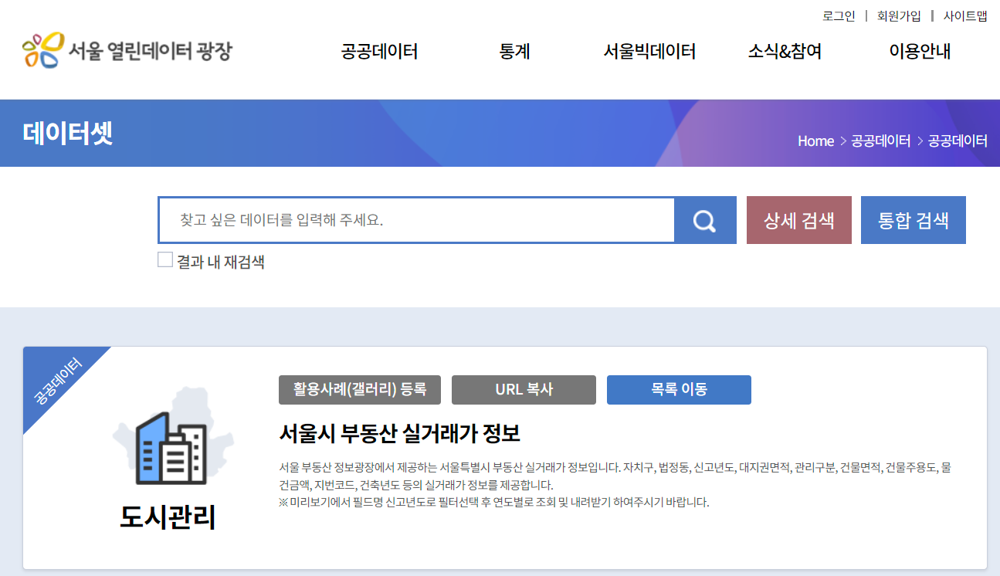 로그인 | 회원가입 | 사이트맵
서울 열린데이터 광장
공공데이터 통계 서울빅데이터 소식&참여 이용안내
데이터셋
Home > 공공데이터 > 공공데이터
찾고 싶은 데이터를 입력해 주세요.
상세 검색
통합 검색
결과 내 재검색
공공데이터
도시관리
활용사례(갤러리) 등록
URL 복사
목록 이동
서울시 부동산 실거래가 정보
서울 부동산 정보광장에서 제공하는 서울특별시 부동산 실거래가 정보입니다. 자치구, 법정동, 신고년도, 대지권면적, 관리구분, 건물면적, 건물주용도, 물
건금액, 지번코드, 건축년도 등의 실거래가 정보를 제공합니다.
※ 미리보기에서 필드명 신고년도로 필터선택 후 연도별로 조회 및 내려받기 하여주시기 바랍니다.